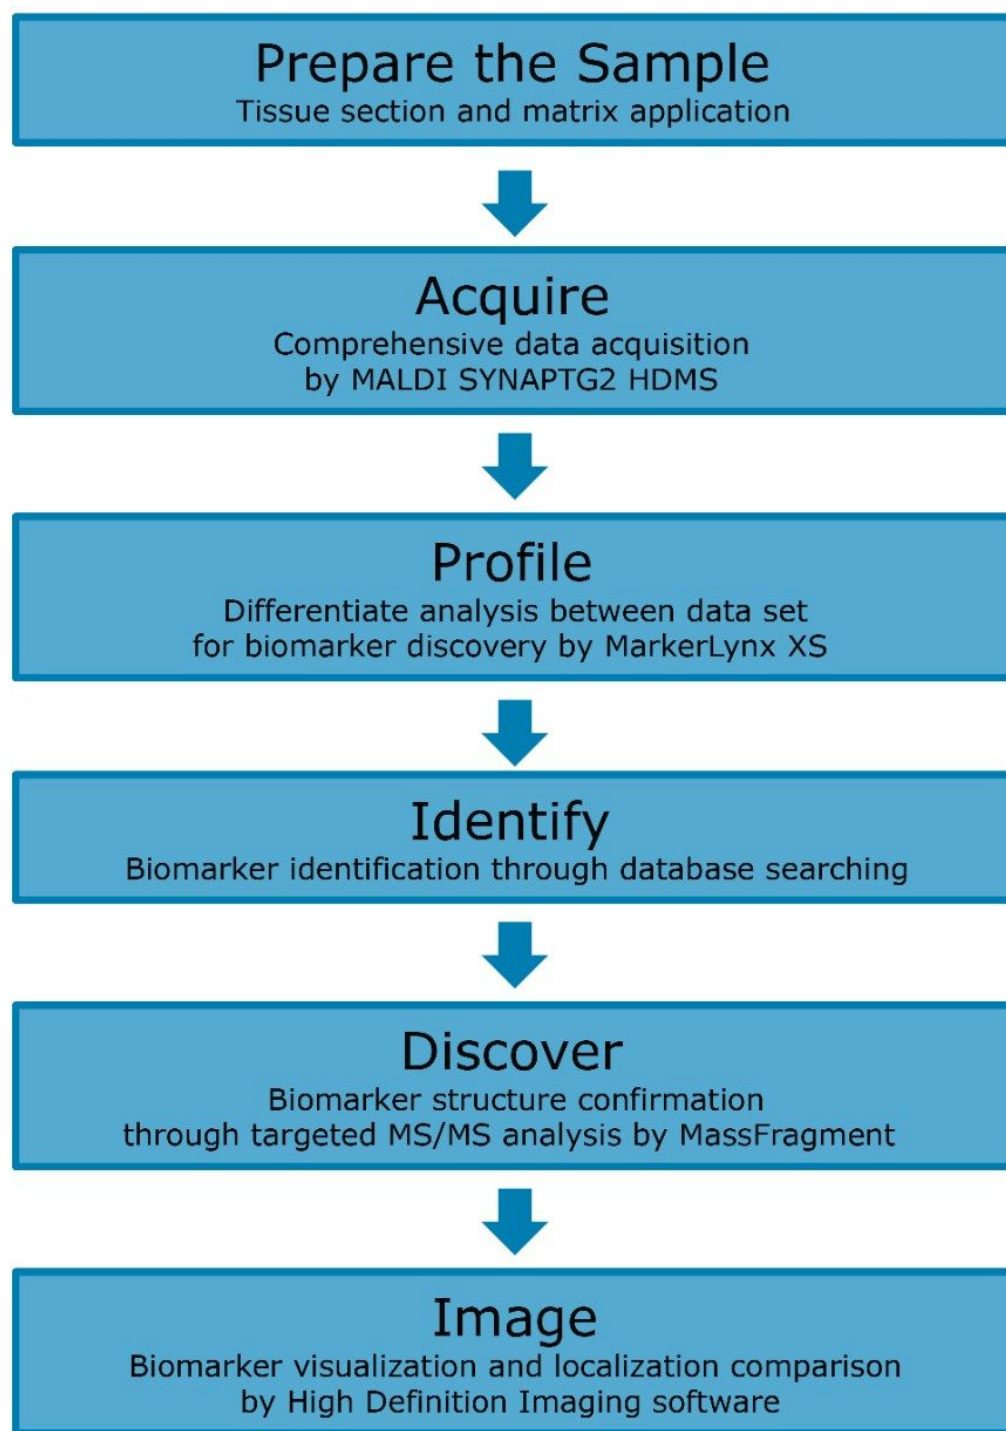 Prepare the Sample
Tissue section and matrix application
Acquire
Comprehensive data acquisition
by MALDI SYNAPTG2 HDMS
Profile
Differentiate analysis between data set
for biomarker discovery by MarkerLynx XS
Identify
Biomarker identification through database searching
Discover
Biomarker structure confirmation
through targeted MS/MS analysis by MassFragment
Image
Biomarker visualization and localization comparison
by High Definition Imaging software